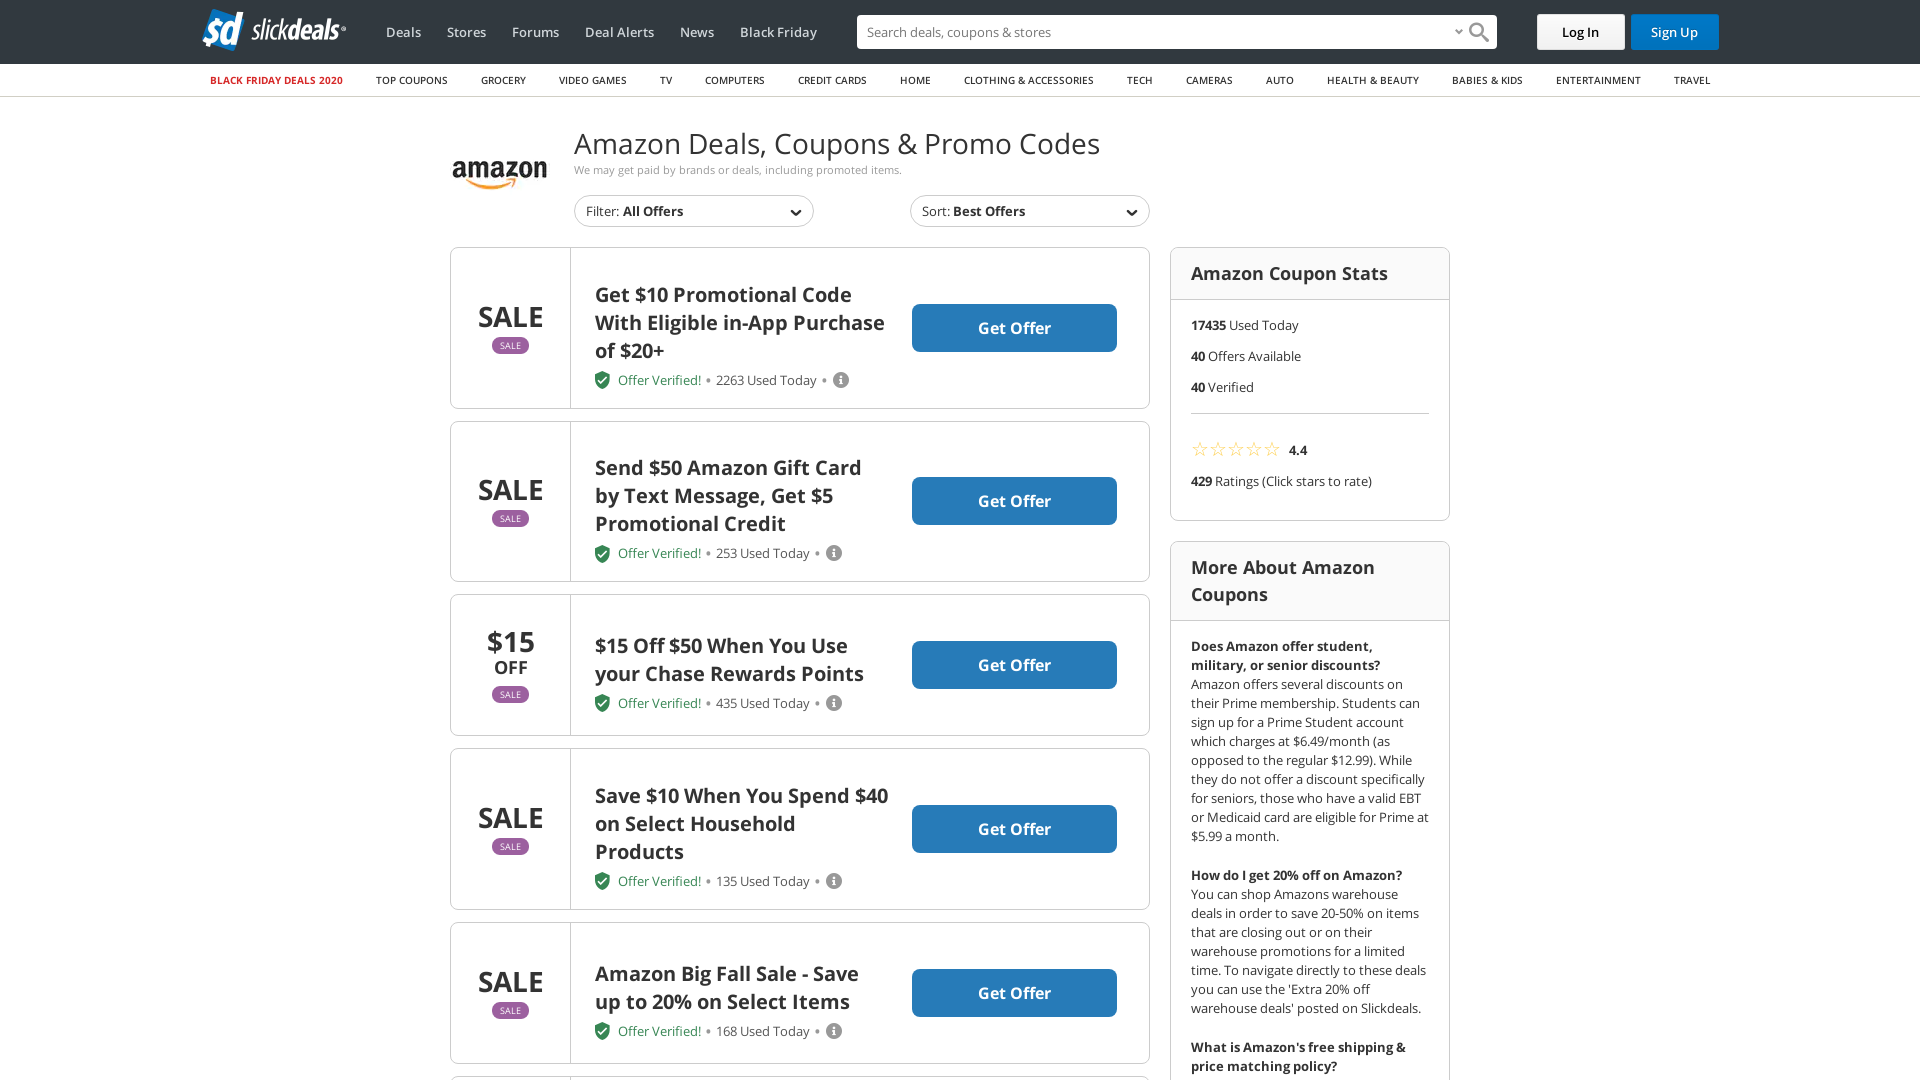 sd slickdeals
Deals
Stores
Forums
Deal Alerts
News
Black Friday
Search deals, coupons & stores
Log In
Sign Up
BLACK FRIDAY DEALS 2020
TOP COUPONS
GROCERY
VIDEO GAMES
TV
COMPUTERS
CREDIT CARDS
HOME
CLOTHING & ACCESSORIES
TECH
CAMERAS
AUTO
HEALTH & BEAUTY
BABIES & KIDS
ENTERTAINMENT
TRAVEL
amazon
Amazon Deals, Coupons & Promo Codes
We may get paid by brands or deals, including promoted items.
Filter: All Offers
Sort: Best Offers
SALE
SALE
Get $10 Promotional Code
With Eligible in-App Purchase
of $20+
Offer Verified! • 2263 Used Today •
Get Offer
SALE
SALE
Send $50 Amazon Gift Card
by Text Message, Get $5
Promotional Credit
Offer Verified! • 253 Used Today •
Get Offer
$15
OFF
SALE
$15 Off $50 When You Use
your Chase Rewards Points
Offer Verified! • 435 Used Today •
Get Offer
SALE
SALE
Save $10 When You Spend $40
on Select Household
Products
Offer Verified! • 135 Used Today •
Get Offer
SALE
SALE
Amazon Big Fall Sale - Save
up to 20% on Select Items
Offer Verified! • 168 Used Today •
Get Offer
Amazon Coupon Stats
17435 Used Today
40 Offers Available
40 Verified
☆☆☆☆☆ 4.4
429 Ratings (Click stars to rate)
More About Amazon
Coupons
Does Amazon offer student,
military, or senior discounts?
Amazon offers several discounts on
their Prime membership. Students can
sign up for a Prime Student account
which charges at $6.49/month (as
opposed to the regular $12.99). While
they do not offer a discount specifically
for seniors, those who have a valid EBT
or Medicaid card are eligible for Prime at
$5.99 a month.
How do I get 20% off on Amazon?
You can shop Amazons warehouse
deals in order to save 20-50% on items
that are closing out or on their
warehouse promotions for a limited
time. To navigate directly to these deals
you can use the 'Extra 20% off
warehouse deals' posted on Slickdeals.
What is Amazon's free shipping &
price matching policy?